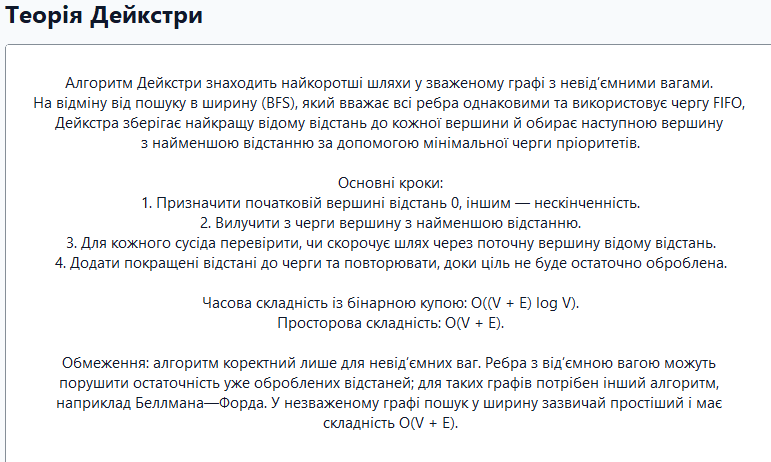 Теорія Дейкстри
Алгоритм Дейкстри знаходить найкоротші шляхи у зваженому графі з невід’ємними вагами.
На відміну від пошуку в ширину (BFS), який вважає всі ребра однаковими та використовує чергу FIFO,
Дейкстра зберігає найкращу відому відстань до кожної вершини й обирає наступною вершину
з найменшою відстанню за допомогою мінімальної черги пріоритетів.
Основні кроки:
1. Призначити початковій вершині відстань 0, іншим — нескінченність.
2. Вилучити з черги вершину з найменшою відстанню.
3. Для кожного сусіда перевірити, чи скорочує шлях через поточну вершину відому відстань.
4. Додати покращені відстані до черги та повторювати, доки ціль не буде остаточно оброблена.
Часова складність із бінарною купою: O((V + E) log V).
Просторова складність: O(V + E).
Обмеження: алгоритм коректний лише для невід’ємних ваг. Ребра з від’ємною вагою можуть
порушити остаточність уже оброблених відстаней; для таких графів потрібен інший алгоритм,
наприклад Беллмана—Форда. У незваженому графі пошук у ширину зазвичай простіший і має
складність O(V + E).